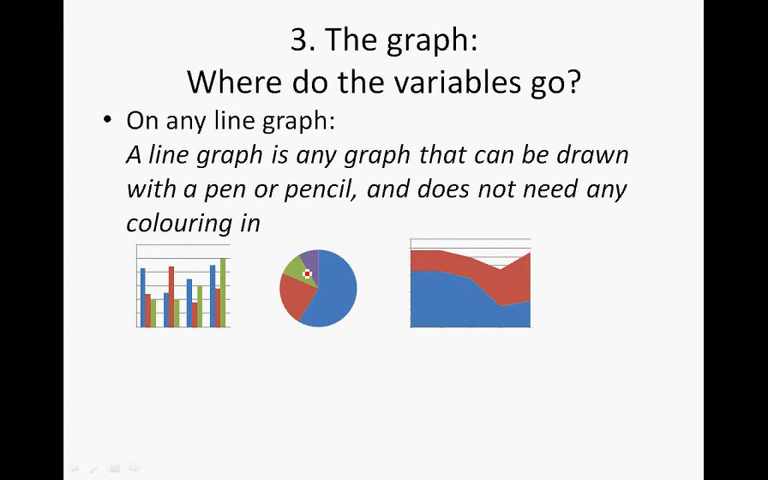 3. The graph:
Where do the variables go?
• On any line graph:
A line graph is any graph that can be drawn
with a pen or pencil, and does not need any
colouring in